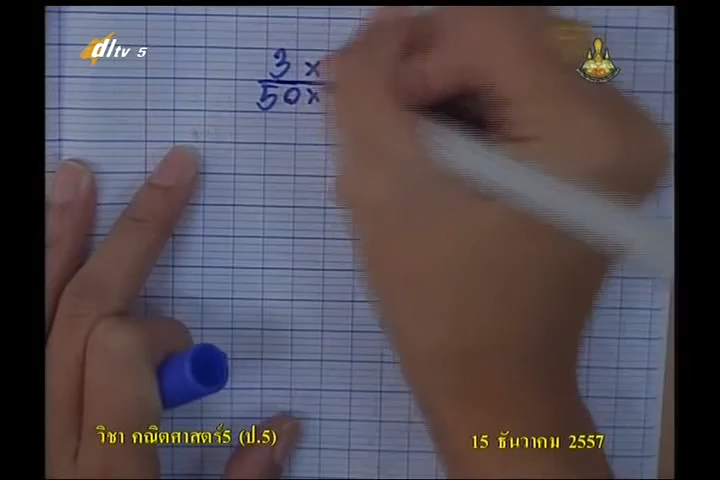 dltv 5
3 ×
50 ×
วิชา คณิตศาสตร์5 (ป.5)
15 ธันวาคม 2557